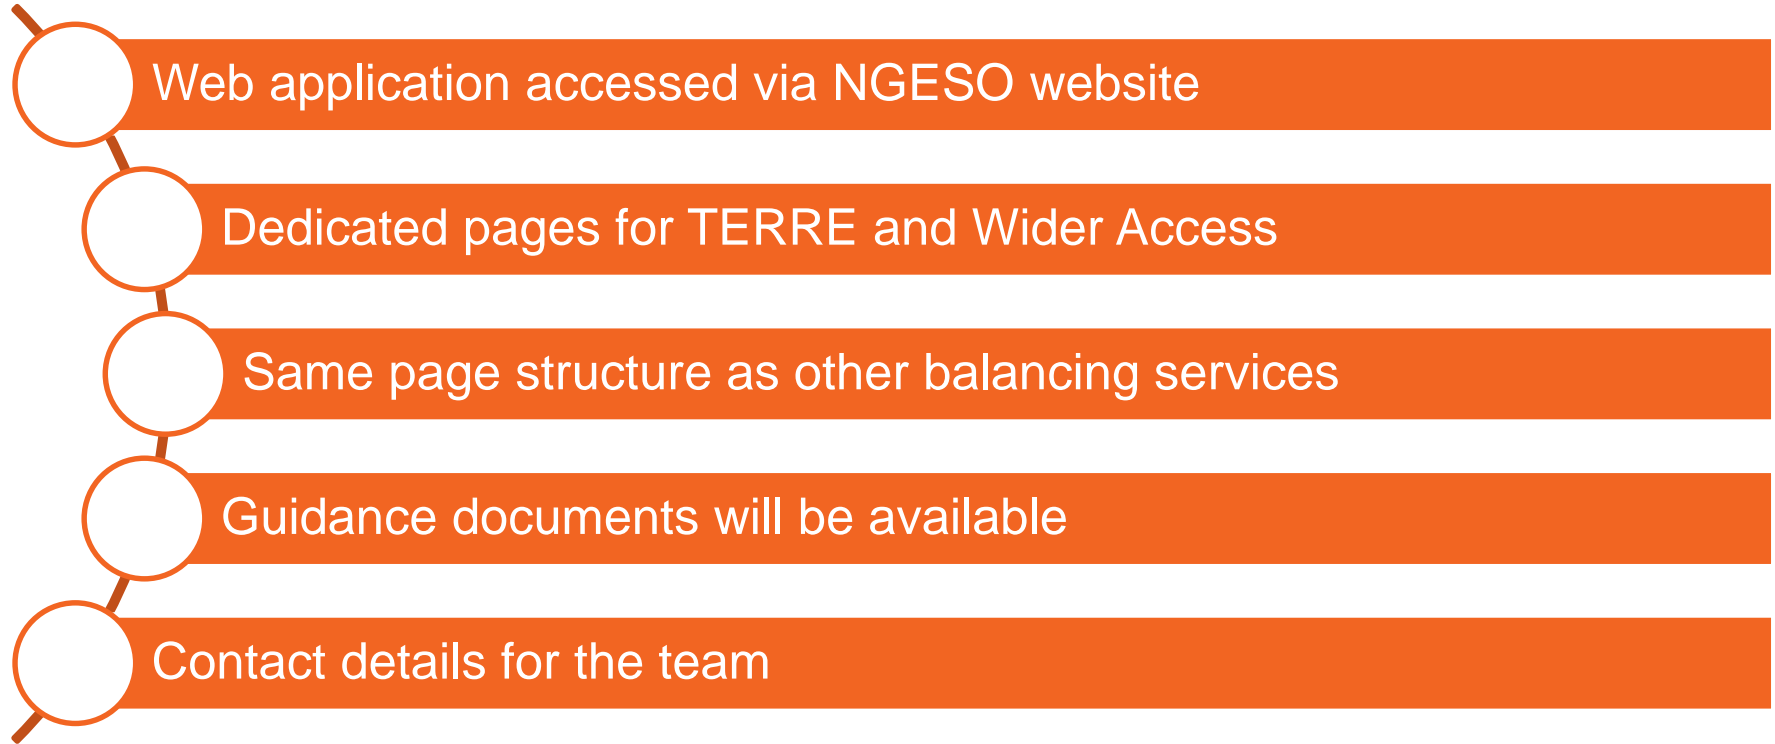 Web application accessed via NGESO website
Dedicated pages for TERRE and Wider Access
Same page structure as other balancing services
Guidance documents will be available
Contact details for the team